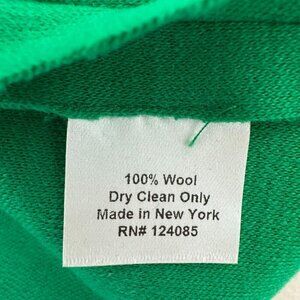 100% Wool
Dry Clean Only
Made in New York
RN# 124085